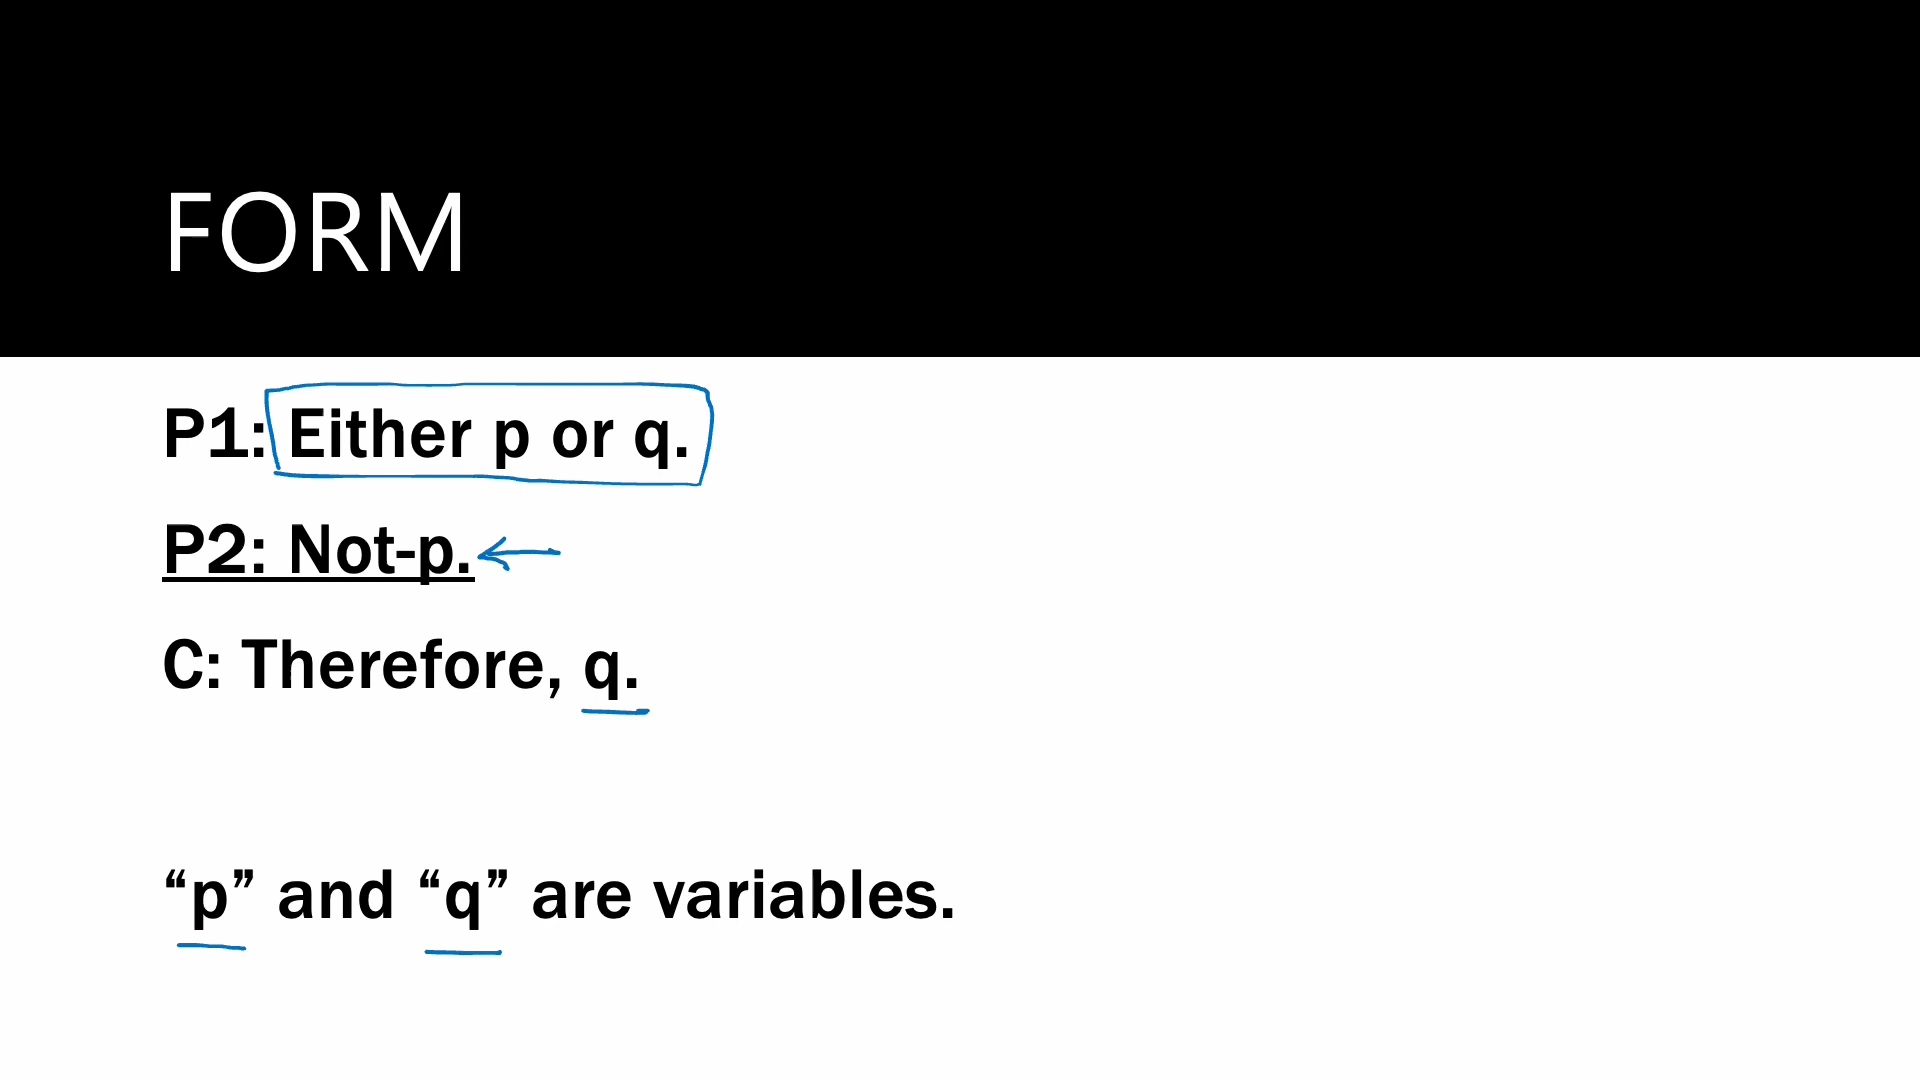 FORM
P1: Either p or q.
P2: Not-p.
C: Therefore, q.
“p” and “q” are variables.